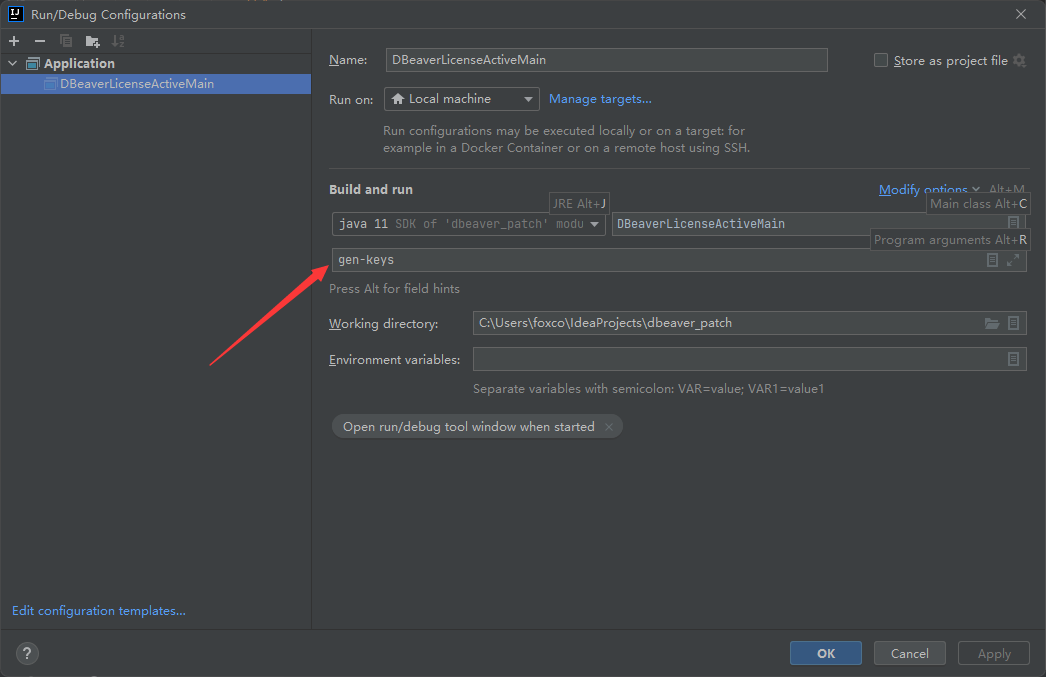 Run/Debug Configurations
Application
DBeaverLicenseActiveMain
Name:
DBeaverLicenseActiveMain
Store as project file
Run on:
Local machine
Manage targets...
Run configurations may be executed locally or on a target: for
example in a Docker Container or on a remote host using SSH.
Build and run
Modify options
Alt+M
JRE Alt+J
Main class Alt+C
java 11 SDK of 'dbeaver_patch' modu
DBeaverLicenseActiveMain
Program arguments Alt+R
gen-keys
Press Alt for field hints
Working directory:
C:\Users\foxco\IdeaProjects\dbeaver_patch
Environment variables:
Separate variables with semicolon: VAR=value; VAR1=value1
Open run/debug tool window when started ×
Edit configuration templates...
?
OK
Cancel
Apply